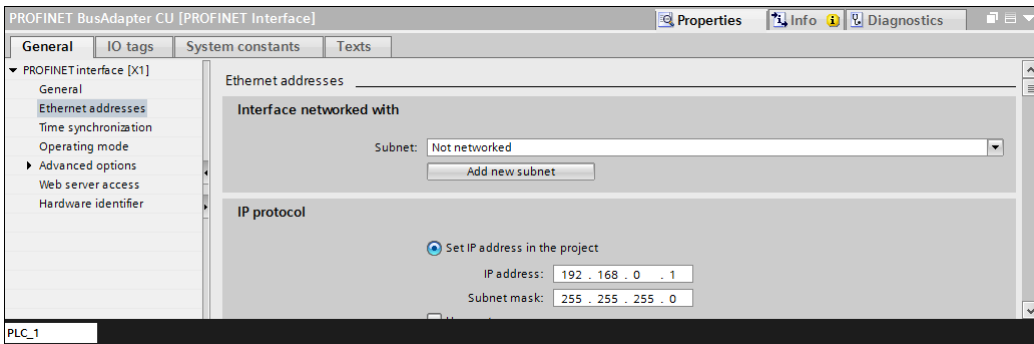 PROFINET BusAdapter CU [PROFINET Interface]
Properties
Info
Diagnostics
General
IO tags
System constants
Texts
PROFINET interface [X1]
General
Ethernet addresses
Time synchronization
Operating mode
Advanced options
Web server access
Hardware identifier
Ethernet addresses
Interface networked with
Subnet: Not networked
Add new subnet
IP protocol
Set IP address in the project
IP address: 192 . 168 . 0 . 1
Subnet mask: 255 . 255 . 255 . 0
PLC_1